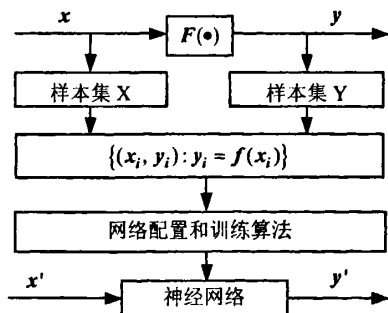 x F(•) y
样本集 X 样本集 Y
{(xᵢ, yᵢ): yᵢ = f(xᵢ)}
网络配置和训练算法
x' 神经网络 y'